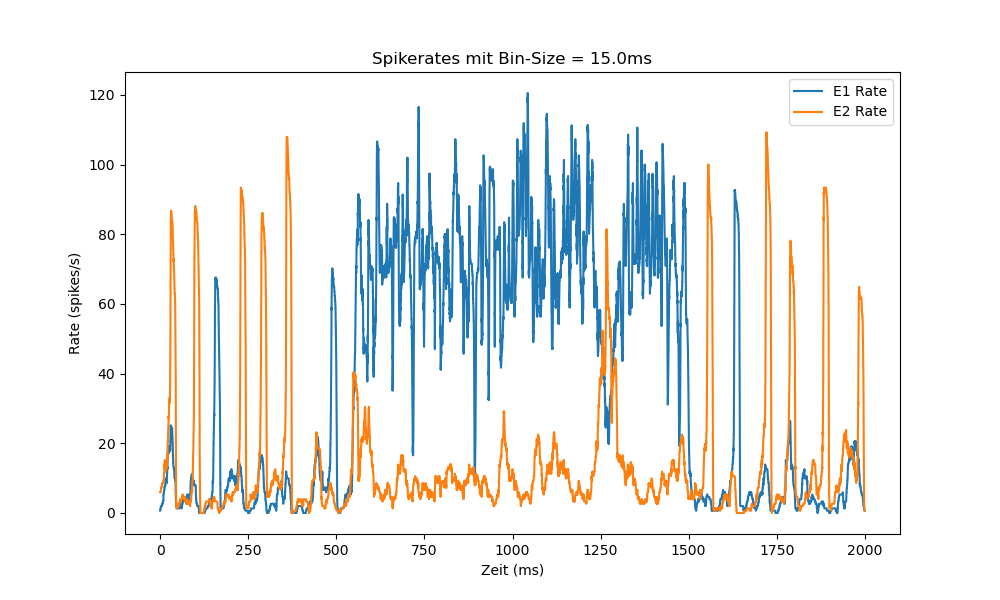 Spikerates mit Bin-Size = 15.0ms
E1 Rate
E2 Rate
Rate (spikes/s)
120
100
80
60
40
20
0
0 250 500 750 1000 1250 1500 1750 2000
Zeit (ms)